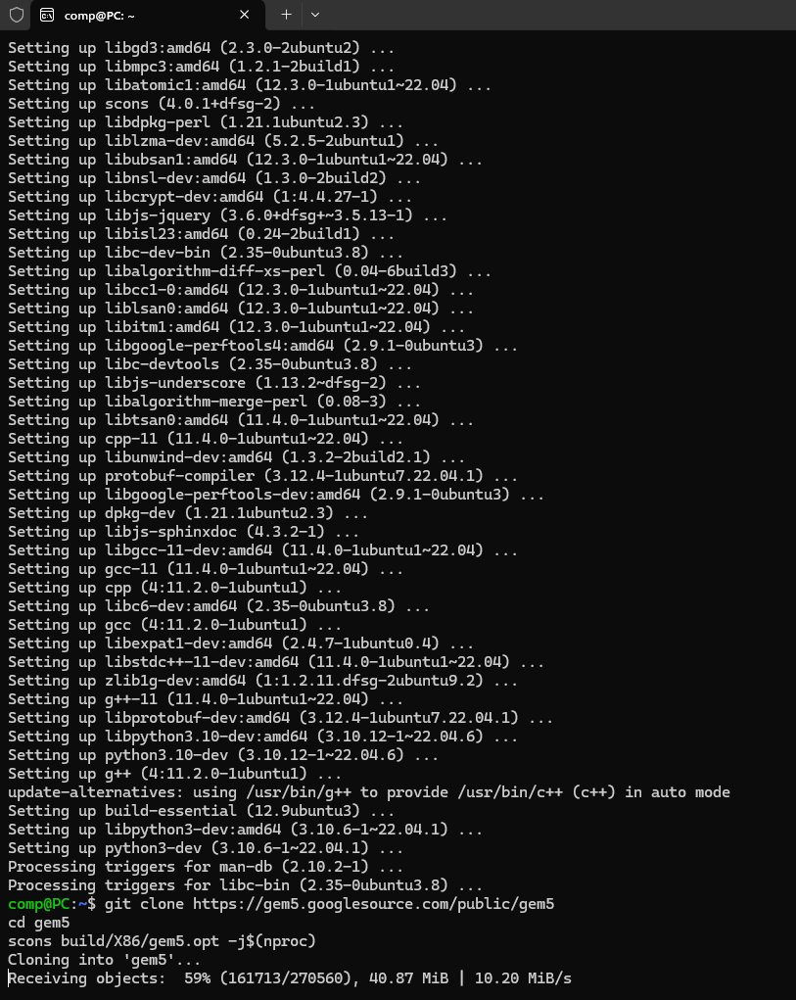 comp@PC: ~
Setting up libgd3:amd64 (2.3.0-2ubuntu2) ...
Setting up libmpc3:amd64 (1.2.1-2build1) ...
Setting up libatomic1:amd64 (12.3.0-1ubuntu1~22.04) ...
Setting up scons (4.0.1+dfsg-2) ...
Setting up libdpkg-perl (1.21.1ubuntu2.3) ...
Setting up liblzma-dev:amd64 (5.2.5-2ubuntu1) ...
Setting up libubsan1:amd64 (12.3.0-1ubuntu1~22.04) ...
Setting up libnsl-dev:amd64 (1.3.0-2build2) ...
Setting up libcrypt-dev:amd64 (1:4.4.27-1) ...
Setting up libjs-jquery (3.6.0+dfsg+~3.5.13-1) ...
Setting up libisl23:amd64 (0.24-2build1) ...
Setting up libc-dev-bin (2.35-0ubuntu3.8) ...
Setting up libalgorithm-diff-xs-perl (0.04-6build3) ...
Setting up libcc1-0:amd64 (12.3.0-1ubuntu1~22.04) ...
Setting up liblsan0:amd64 (12.3.0-1ubuntu1~22.04) ...
Setting up libitm1:amd64 (12.3.0-1ubuntu1~22.04) ...
Setting up libgoogle-perftools4:amd64 (2.9.1-0ubuntu3) ...
Setting up libc-devtools (2.35-0ubuntu3.8) ...
Setting up libjs-underscore (1.13.2~dfsg-2) ...
Setting up libalgorithm-merge-perl (0.08-3) ...
Setting up libtsan0:amd64 (11.4.0-1ubuntu1~22.04) ...
Setting up cpp-11 (11.4.0-1ubuntu1~22.04) ...
Setting up libunwind-dev:amd64 (1.3.2-2build2.1) ...
Setting up protobuf-compiler (3.12.4-1ubuntu7.22.04.1) ...
Setting up libgoogle-perftools-dev:amd64 (2.9.1-0ubuntu3) ...
Setting up dpkg-dev (1.21.1ubuntu2.3) ...
Setting up libjs-sphinxdoc (4.3.2-1) ...
Setting up libgcc-11-dev:amd64 (11.4.0-1ubuntu1~22.04) ...
Setting up gcc-11 (11.4.0-1ubuntu1~22.04) ...
Setting up cpp (4:11.2.0-1ubuntu1) ...
Setting up libc6-dev:amd64 (2.35-0ubuntu3.8) ...
Setting up gcc (4:11.2.0-1ubuntu1) ...
Setting up libexpat1-dev:amd64 (2.4.7-1ubuntu0.4) ...
Setting up libstdc++-11-dev:amd64 (11.4.0-1ubuntu1~22.04) ...
Setting up zlib1g-dev:amd64 (1:1.2.11.dfsg-2ubuntu9.2) ...
Setting up g++-11 (11.4.0-1ubuntu1~22.04) ...
Setting up libprotobuf-dev:amd64 (3.12.4-1ubuntu7.22.04.1) ...
Setting up libpython3.10-dev:amd64 (3.10.12-1~22.04.6) ...
Setting up python3.10-dev (3.10.12-1~22.04.6) ...
Setting up g++ (4:11.2.0-1ubuntu1) ...
update-alternatives: using /usr/bin/g++ to provide /usr/bin/c++ (c++) in auto mode
Setting up build-essential (12.9ubuntu3) ...
Setting up libpython3-dev:amd64 (3.10.6-1~22.04.1) ...
Setting up python3-dev (3.10.6-1~22.04.1) ...
Processing triggers for man-db (2.10.2-1) ...
Processing triggers for libc-bin (2.35-0ubuntu3.8) ...
comp@PC:~$ git clone https://gem5.googlesource.com/public/gem5
cd gem5
scons build/X86/gem5.opt -j$(nproc)
Cloning into 'gem5'...
Receiving objects:  59% (161713/270560), 40.87 MiB | 10.20 MiB/s